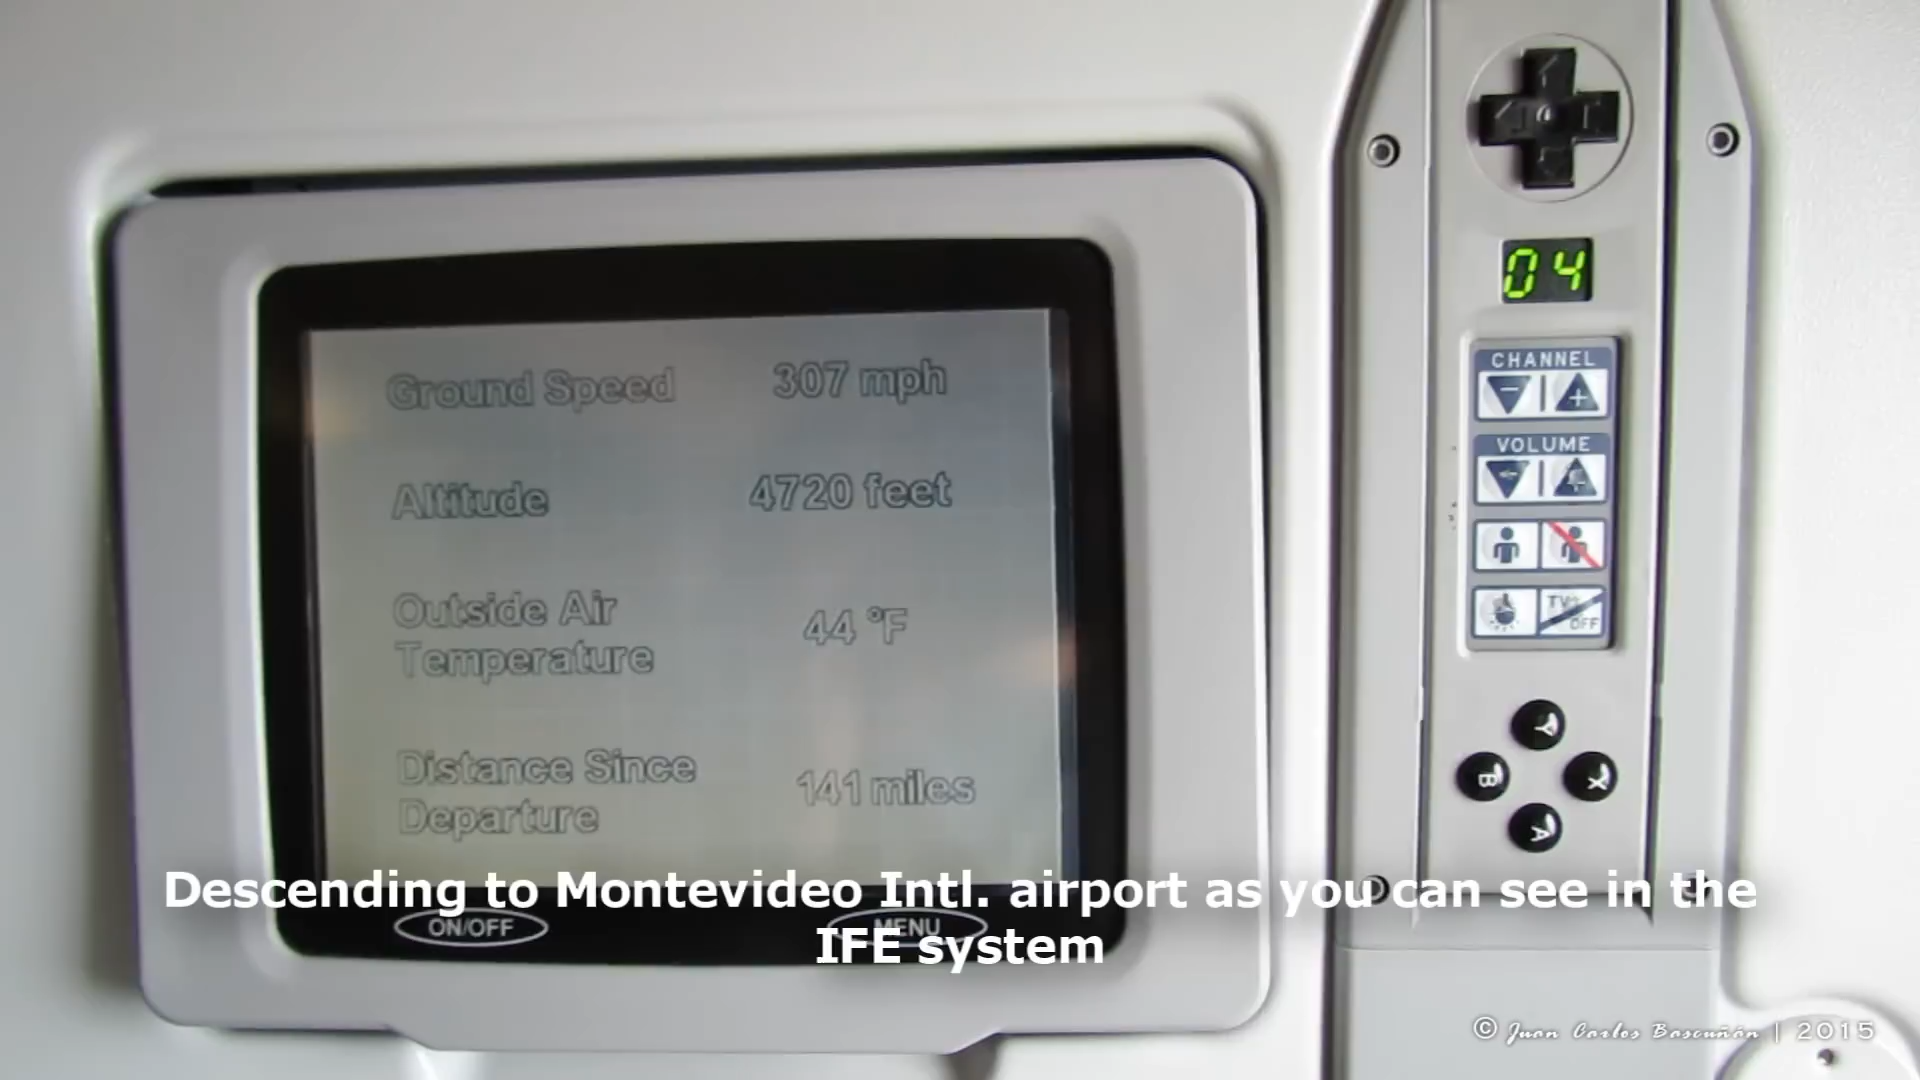 Ground Speed 307 mph
Altitude 4720 feet
Outside Air
Temperature 44 °F
Distance Since
Departure 141 miles
ON/OFF MENU
04
CHANNEL
- +
VOLUME
TV
OFF
Y
B X
A
Descending to Montevideo Intl. airport as you can see in the
IFE system
© Juan Carlos Bascuñán | 2015